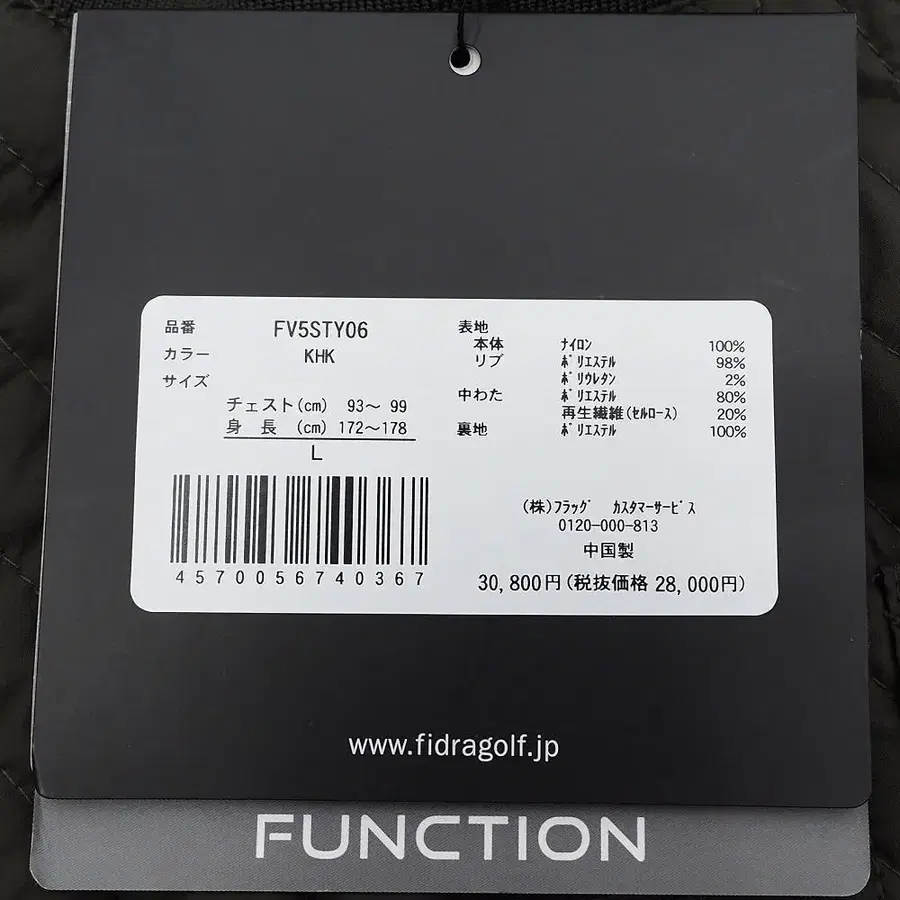 品番 FV5STY06
カラー KHK
サイズ
チェスト(cm) 93～ 99
身 長 (cm) 172～178
L
4570056740367
表地
本体 ﾅｲﾛﾝ 100%
リブ ﾎﾟﾘｴｽﾃﾙ 98%
ﾎﾟﾘｳﾚﾀﾝ 2%
中わた ﾎﾟﾘｴｽﾃﾙ 80%
再生繊維(ｾﾙﾛｰｽ) 20%
裏地 ﾎﾟﾘｴｽﾃﾙ 100%
(株)ﾌﾗｯｸﾞ ｶｽﾀﾏｰｻｰﾋﾞｽ
0120-000-813
中国製
30,800円(税抜価格 28,000円)
www.fidragolf.jp
FUNCTION